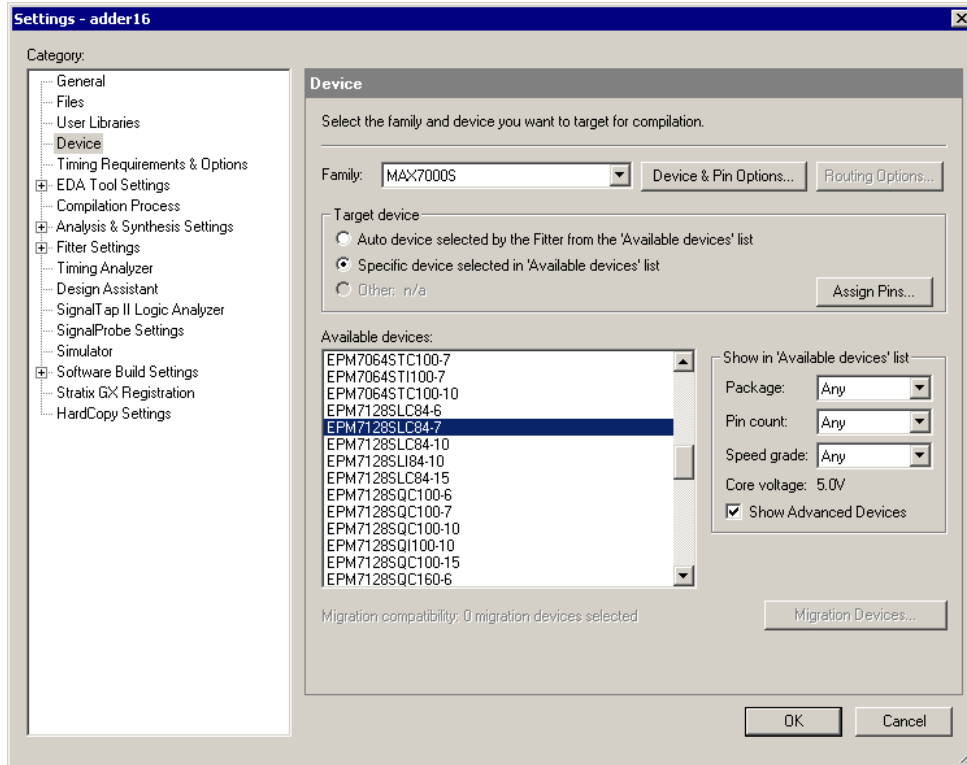 Settings - adder16
Category:
General
Files
User Libraries
Device
Timing Requirements & Options
EDA Tool Settings
Compilation Process
Analysis & Synthesis Settings
Fitter Settings
Timing Analyzer
Design Assistant
SignalTap II Logic Analyzer
SignalProbe Settings
Simulator
Software Build Settings
Stratix GX Registration
HardCopy Settings
Device
Select the family and device you want to target for compilation.
Family: MAX7000S Device & Pin Options... Routing Options...
Target device
Auto device selected by the Fitter from the 'Available devices' list
Specific device selected in 'Available devices' list
Other: n/a
Assign Pins...
Available devices:
EPM7064STC100-7
EPM7064STI100-7
EPM7064STC100-10
EPM7128SLC84-6
EPM7128SLC84-7
EPM7128SLC84-10
EPM7128SLI84-10
EPM7128SLC84-15
EPM7128SQC100-6
EPM7128SQC100-7
EPM7128SQC100-10
EPM7128SQI100-10
EPM7128SQC100-15
EPM7128SQC160-6
Show in 'Available devices' list
Package: Any
Pin count: Any
Speed grade: Any
Core voltage: 5.0V
Show Advanced Devices
Migration compatibility: 0 migration devices selected
Migration Devices...
OK Cancel